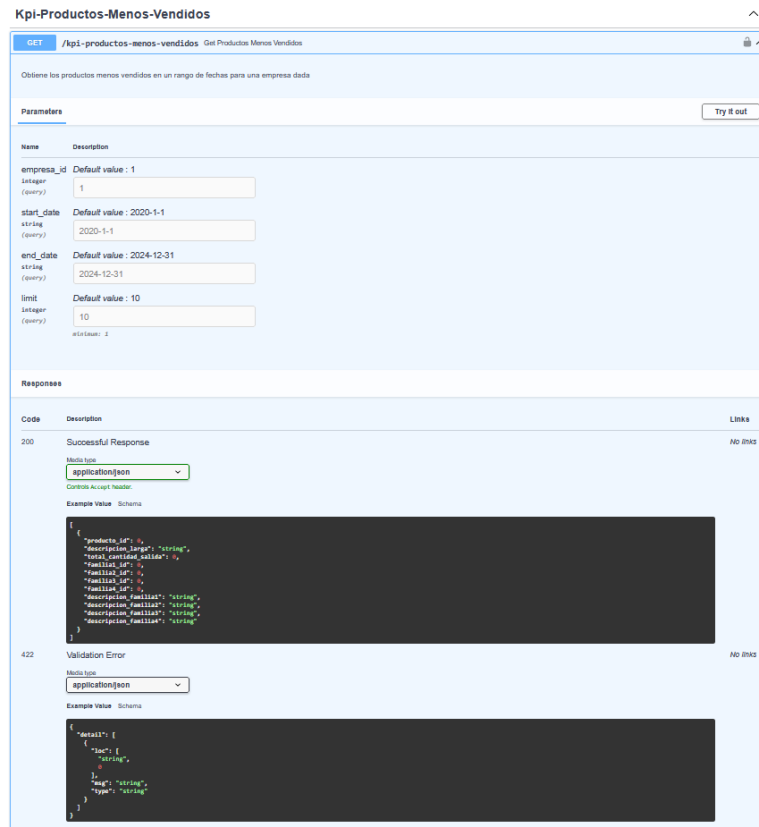 Kpi-Productos-Menos-Vendidos
GET /kpi-productos-menos-vendidos Get Productos Menos Vendidos
Obtiene los productos menos vendidos en un rango de fechas para una empresa dada
Parameters
Try it out
Name Description
empresa_id Default value : 1
integer
(query)
1
start_date Default value : 2020-1-1
string
(query)
2020-1-1
end_date Default value : 2024-12-31
string
(query)
2024-12-31
limit Default value : 10
integer
(query)
10
minimum: 1
Responses
Code Description Links
200 Successful Response No links
Media type
application/json
Controls Accept header.
Example Value Schema
[
{
"producto_id": 0,
"descripcion_larga": "string",
"total_cantidad_salida": 0,
"familia1_id": 0,
"familia2_id": 0,
"familia3_id": 0,
"familia4_id": 0,
"descripcion_familia1": "string",
"descripcion_familia2": "string",
"descripcion_familia3": "string",
"descripcion_familia4": "string"
}
]
422 Validation Error No links
Media type
application/json
Example Value Schema
{
"detail": [
{
"loc": [
"string",
0
],
"msg": "string",
"type": "string"
}
]
}